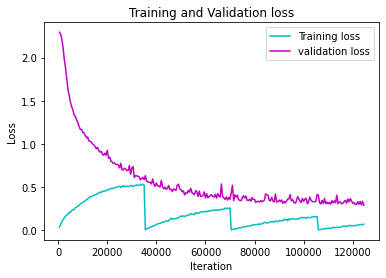 Training and Validation loss
Training loss
validation loss
2.0
1.5
1.0
0.5
0.0
Loss
0 20000 40000 60000 80000 100000 120000
Iteration